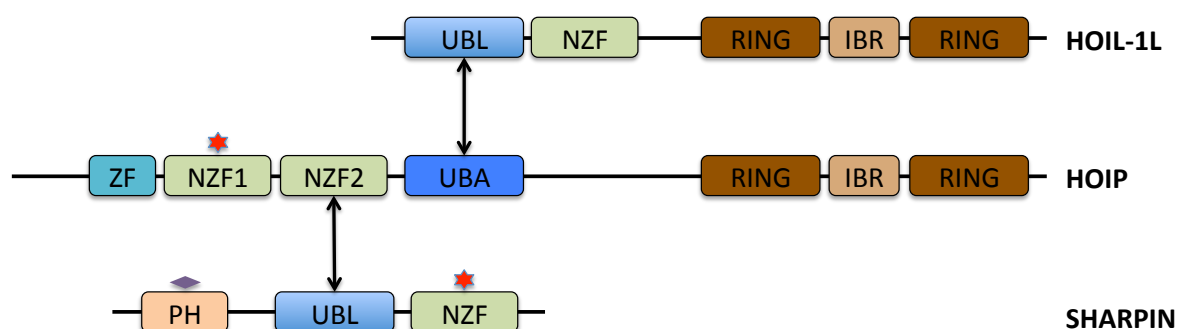 UBL NZF RING IBR RING HOIL-1L
ZF NZF1 NZF2 UBA RING IBR RING HOIP
PH UBL NZF SHARPIN